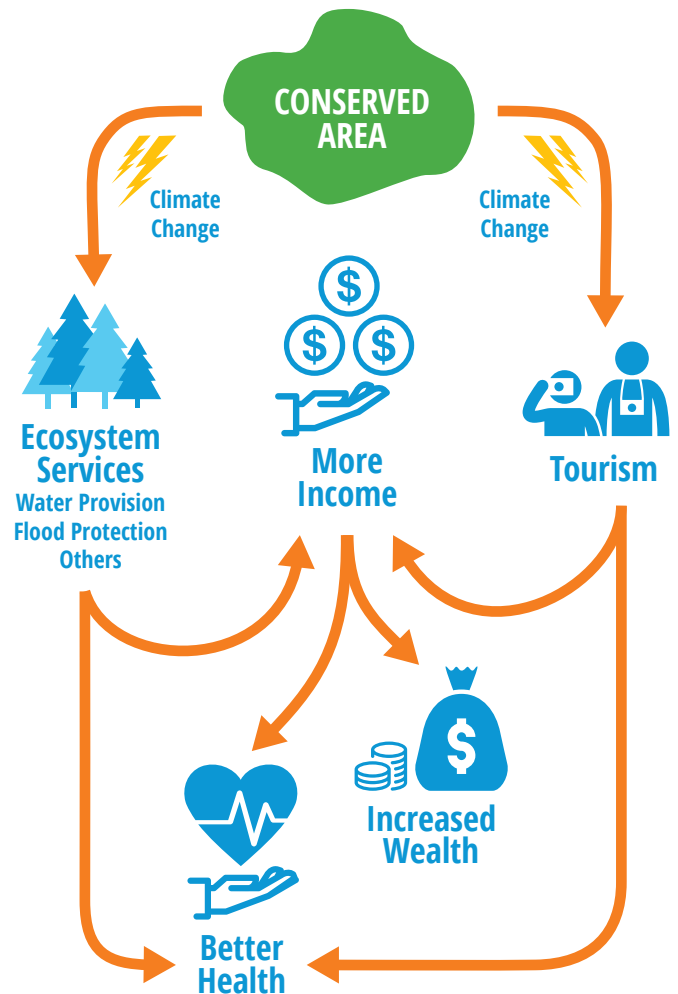 CONSERVED
AREA
Climate
Change
Climate
Change
$
$
$
Ecosystem
Services
Water Provision
Flood Protection
Others
More
Income
Tourism
$
Increased
Wealth
Better
Health